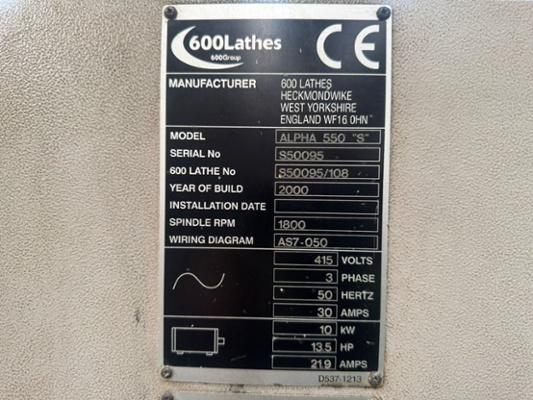 600Lathes
600Group
CE
MANUFACTURER 600 LATHES
HECKMONDWIKE
WEST YORKSHIRE
ENGLAND WF16 0HN
MODEL ALPHA 550 "S"
SERIAL No S50095
600 LATHE No S50095/108
YEAR OF BUILD 2000
INSTALLATION DATE
SPINDLE RPM 1800
WIRING DIAGRAM AS7-050
415 VOLTS
3 PHASE
50 HERTZ
30 AMPS
10 kW
13.5 HP
21.9 AMPS
D537-1213